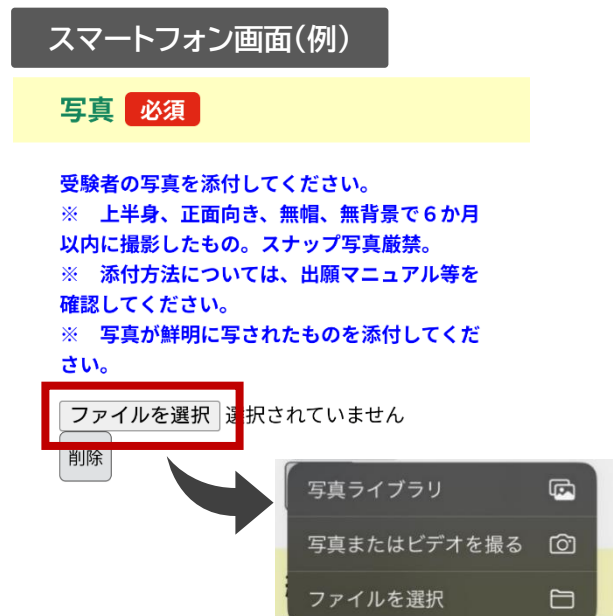 スマートフォン画面(例)
写真 必須
受験者の写真を添付してください。
※ 上半身、正面向き、無帽、無背景で6か月
以内に撮影したもの。スナップ写真厳禁。
※ 添付方法については、出願マニュアル等を
確認してください。
※ 写真が鮮明に写されたものを添付してくだ
さい。
ファイルを選択 選択されていません
削除
写真ライブラリ
写真またはビデオを撮る
ファイルを選択